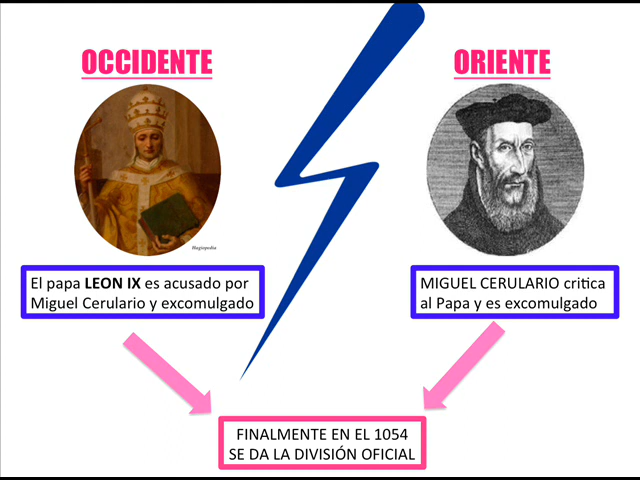 OCCIDENTE
ORIENTE
Hagiopedia
El papa LEON IX es acusado por
Miguel Cerulario y excomulgado
MIGUEL CERULARIO critica
al Papa y es excomulgado
FINALMENTE EN EL 1054
SE DA LA DIVISIÓN OFICIAL